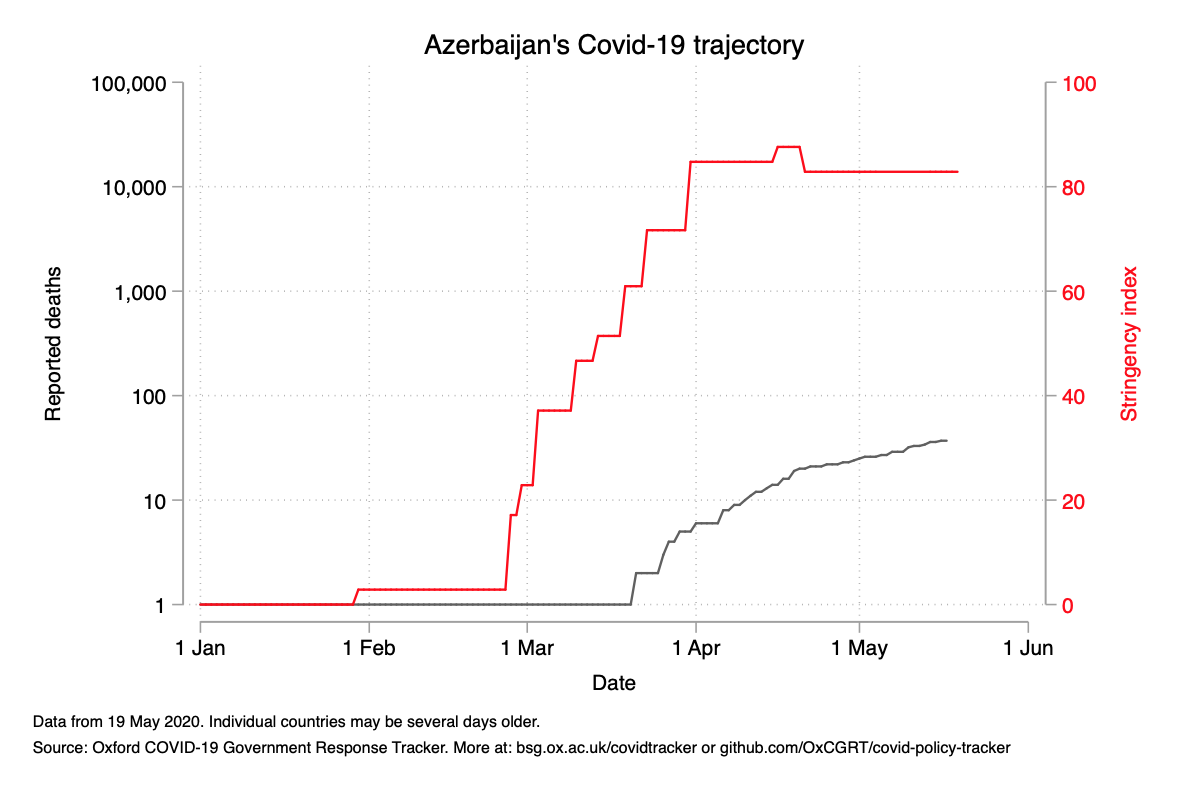 Azerbaijan's Covid-19 trajectory
100,000
10,000
1,000
100
10
1
Reported deaths
100
80
60
40
20
0
Stringency index
1 Jan
1 Feb
1 Mar
1 Apr
1 May
1 Jun
Date
Data from 19 May 2020. Individual countries may be several days older.
Source: Oxford COVID-19 Government Response Tracker. More at: bsg.ox.ac.uk/covidtracker or github.com/OxCGRT/covid-policy-tracker